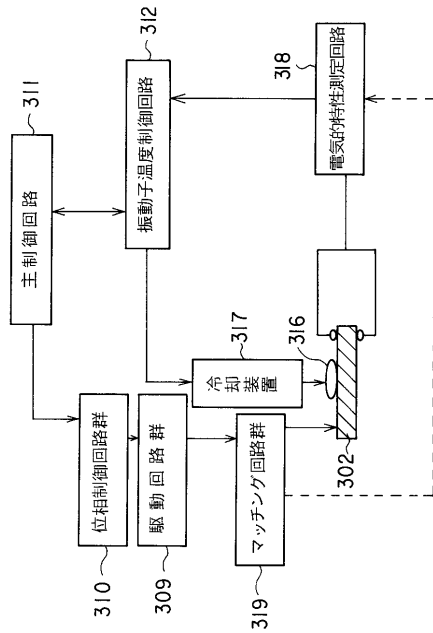 311
主制御回路
312
振動子温度制御回路
318
電気的特性測定回路
317
冷却
装置
316
302
位相制御回路群
310
駆動回路群
309
マッチング回路群
319